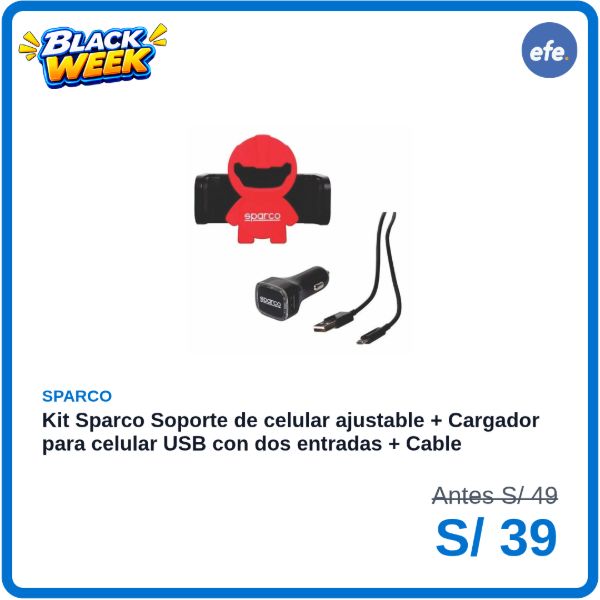 BLACK
WEEK
efe.
sparco
sparco
SPARCO
Kit Sparco Soporte de celular ajustable + Cargador
para celular USB con dos entradas + Cable
Antes S/ 49
S/ 39